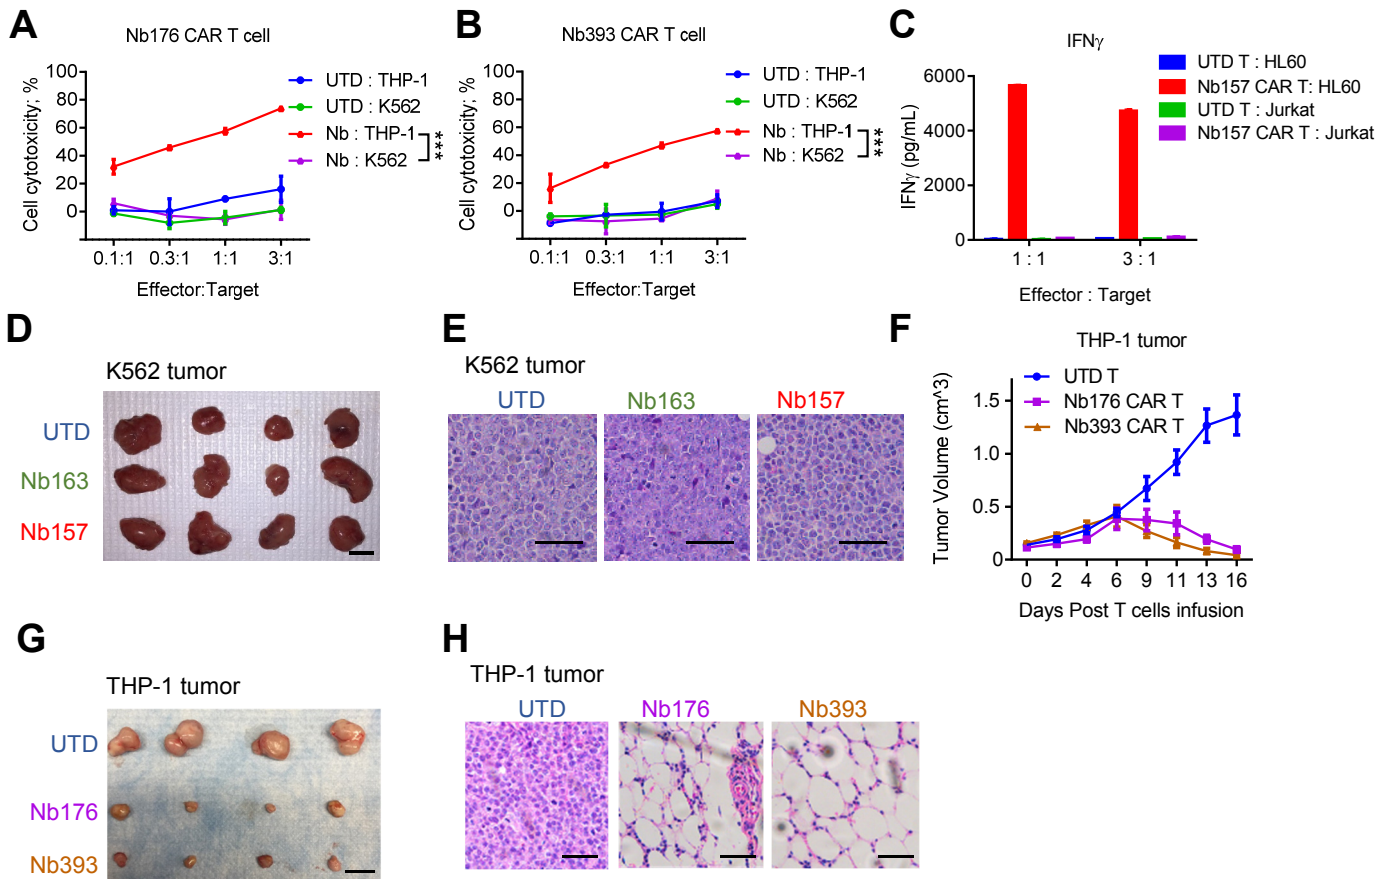 A
Nb176 CAR T cell
Cell cytotoxicity; %
100
80
60
40
20
0
0.1:1 0.3:1 1:1 3:1
Effector:Target
UTD : THP-1
UTD : K562
Nb : THP-1
Nb : K562
***
B
Nb393 CAR T cell
Cell cytotoxicity; %
100
80
60
40
20
0
0.1:1 0.3:1 1:1 3:1
Effector:Target
UTD : THP-1
UTD : K562
Nb : THP-1
Nb : K562
***
C
IFNγ
IFNγ (pg/mL)
6000
4000
2000
0
1 : 1 3 : 1
Effector : Target
UTD T : HL60
Nb157 CAR T: HL60
UTD T : Jurkat
Nb157 CAR T : Jurkat
D
K562 tumor
UTD
Nb163
Nb157
E
K562 tumor
UTD Nb163 Nb157
F
THP-1 tumor
Tumor Volume (cm^3)
1.5
1.0
0.5
0
UTD T
Nb176 CAR T
Nb393 CAR T
0 2 4 6 9 11 13 16
Days Post T cells infusion
G
THP-1 tumor
UTD
Nb176
Nb393
H
THP-1 tumor
UTD Nb176 Nb393